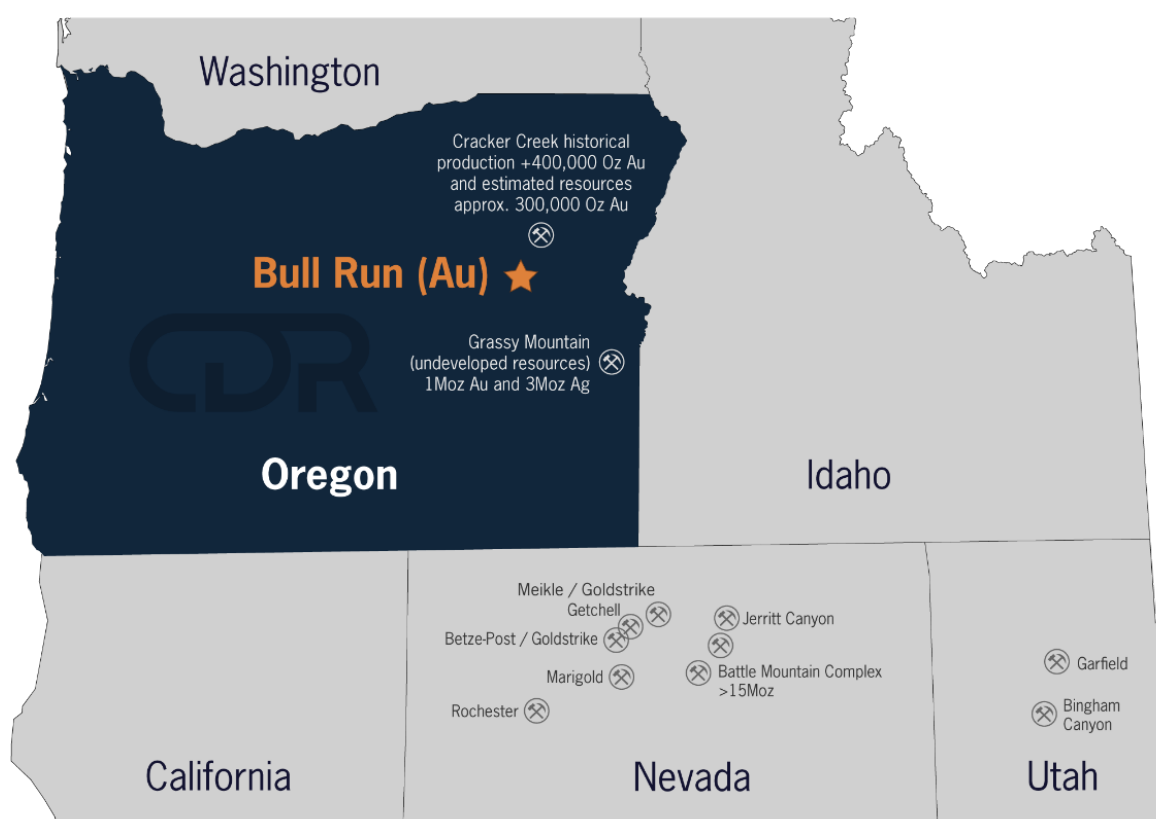 Washington
Cracker Creek historical
production +400,000 Oz Au
and estimated resources
approx. 300,000 Oz Au
Bull Run (Au)
CDR
Grassy Mountain
(undeveloped resources)
1Moz Au and 3Moz Ag
Oregon
Idaho
Meikle / Goldstrike
Getchell
Jerritt Canyon
Betze-Post / Goldstrike
Marigold
Battle Mountain Complex
>15Moz
Rochester
Garfield
Bingham
Canyon
California
Nevada
Utah